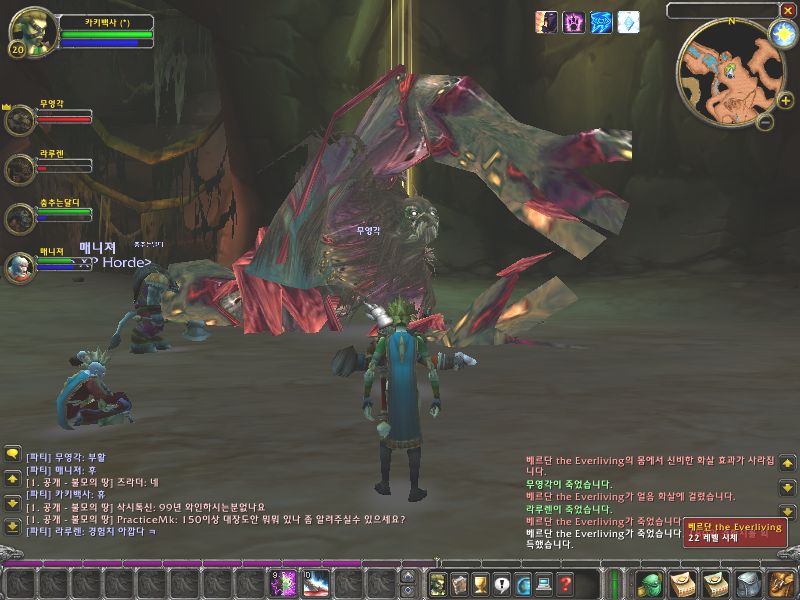 카키백사 (*)
20
N
무영각
라루렌
춤추는달디
매니져
매니져
춤추는달디
XP Horde>
무영각
[파티] 무영각: 부활
[파티] 매니져: 후
[1. 공개 - 불모의 땅] 즈라더: 네
[파티] 카키백사: 휴
[1. 공개 - 불모의 땅] 삭시톡신: 99년 와인하시는분없나요
[1. 공개 - 불모의 땅] PracticeMk: 150이상 대장도안 뭐뭐 있나 좀 알려주실수 있으세요?
[파티] 라루렌: 경험지 아깝다 ㅋ
베르단 the Everliving의 몸에서 신비한 화살 효과가 사라집
니다.
무영각이 죽었습니다.
베르단 the Everliving가 얼음 화살에 걸렸습니다.
라루렌이 죽었습니다.
베르단 the Everliving가 죽었습니다
베르단 the Everliving가 죽었습니다
득했습니다.
베르단 the Everliving
22 레벨 시체